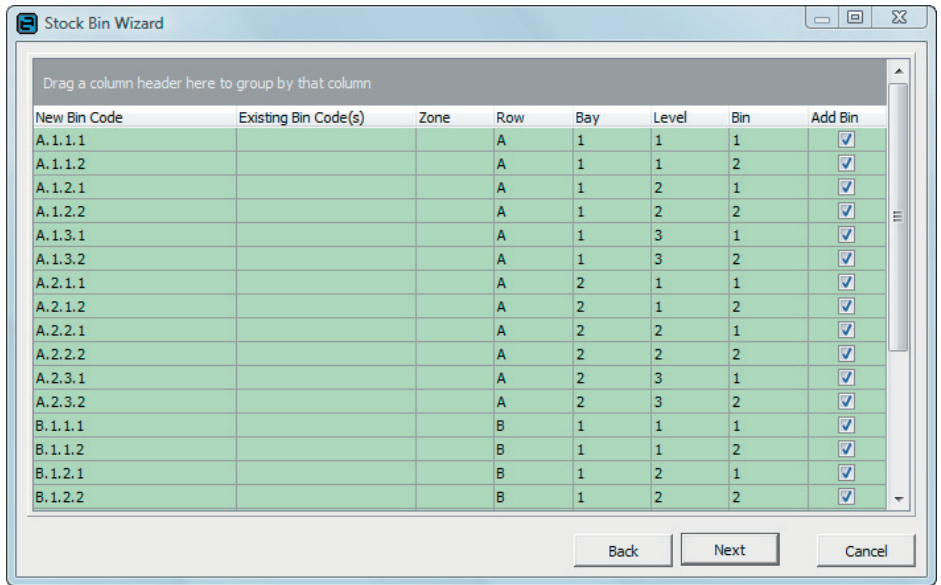 Stock Bin Wizard
Drag a column header here to group by that column
New Bin Code Existing Bin Code(s) Zone Row Bay Level Bin Add Bin
A.1.1.1 A 1 1 1
A.1.1.2 A 1 1 2
A.1.2.1 A 1 2 1
A.1.2.2 A 1 2 2
A.1.3.1 A 1 3 1
A.1.3.2 A 1 3 2
A.2.1.1 A 2 1 1
A.2.1.2 A 2 1 2
A.2.2.1 A 2 2 1
A.2.2.2 A 2 2 2
A.2.3.1 A 2 3 1
A.2.3.2 A 2 3 2
B.1.1.1 B 1 1 1
B.1.1.2 B 1 1 2
B.1.2.1 B 1 2 1
B.1.2.2 B 1 2 2
Back Next Cancel